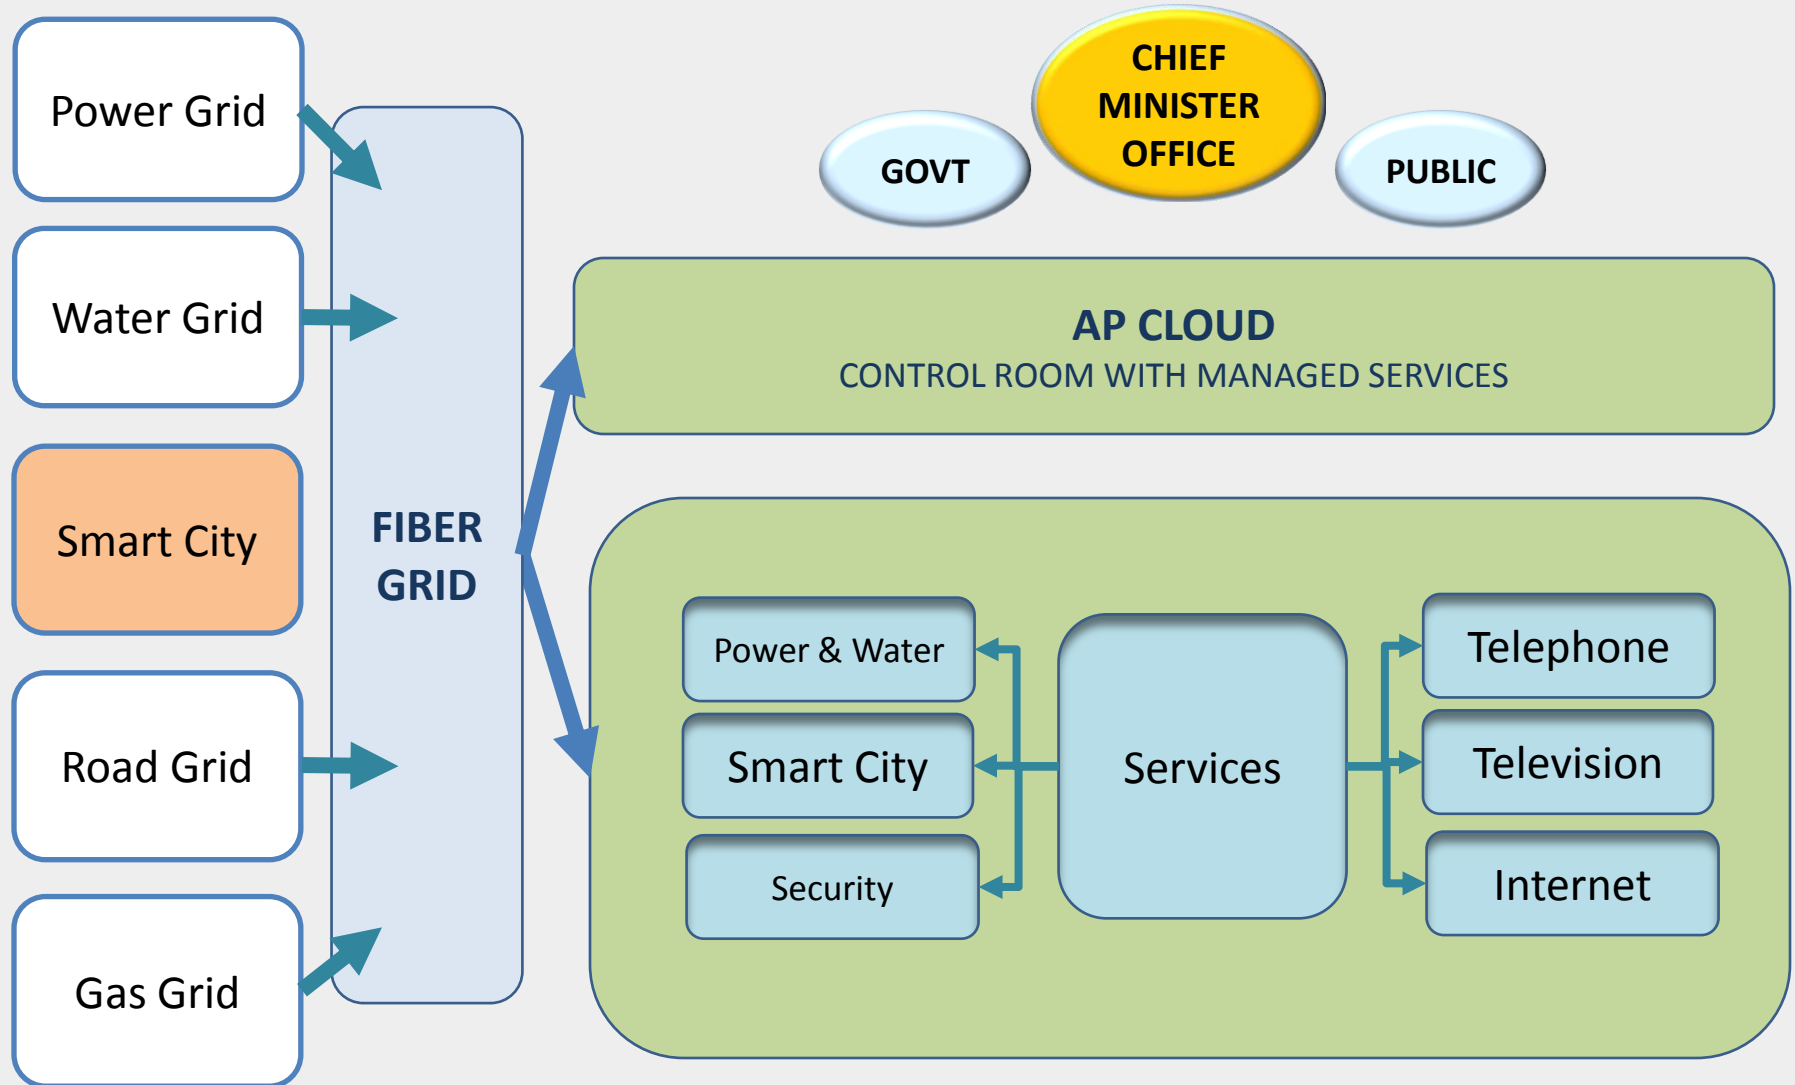 Power Grid
Water Grid
Smart City
Road Grid
Gas Grid
FIBER
GRID
CHIEF
MINISTER
OFFICE
GOVT
PUBLIC
AP CLOUD
CONTROL ROOM WITH MANAGED SERVICES
Power & Water
Smart City
Security
Services
Telephone
Television
Internet